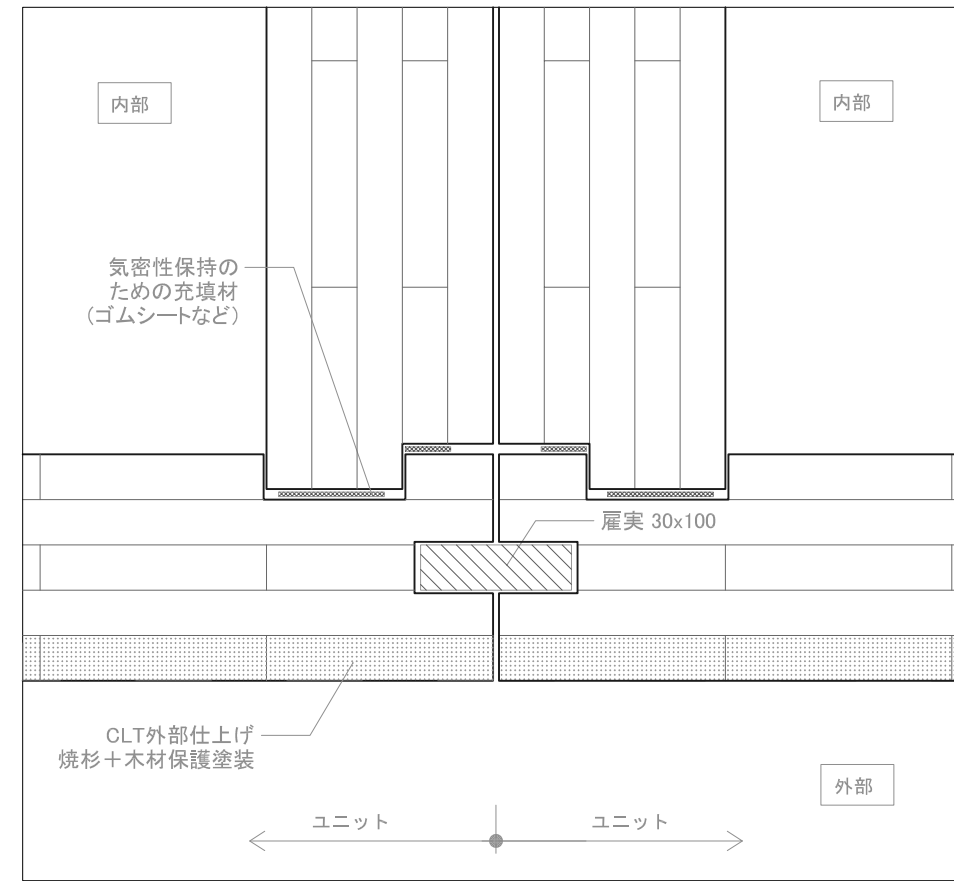 内部
内部
気密性保持の
ための充填材
(ゴムシートなど)
雇実 30x100
CLT外部仕上げ
焼杉＋木材保護塗装
外部
ユニット
ユニット